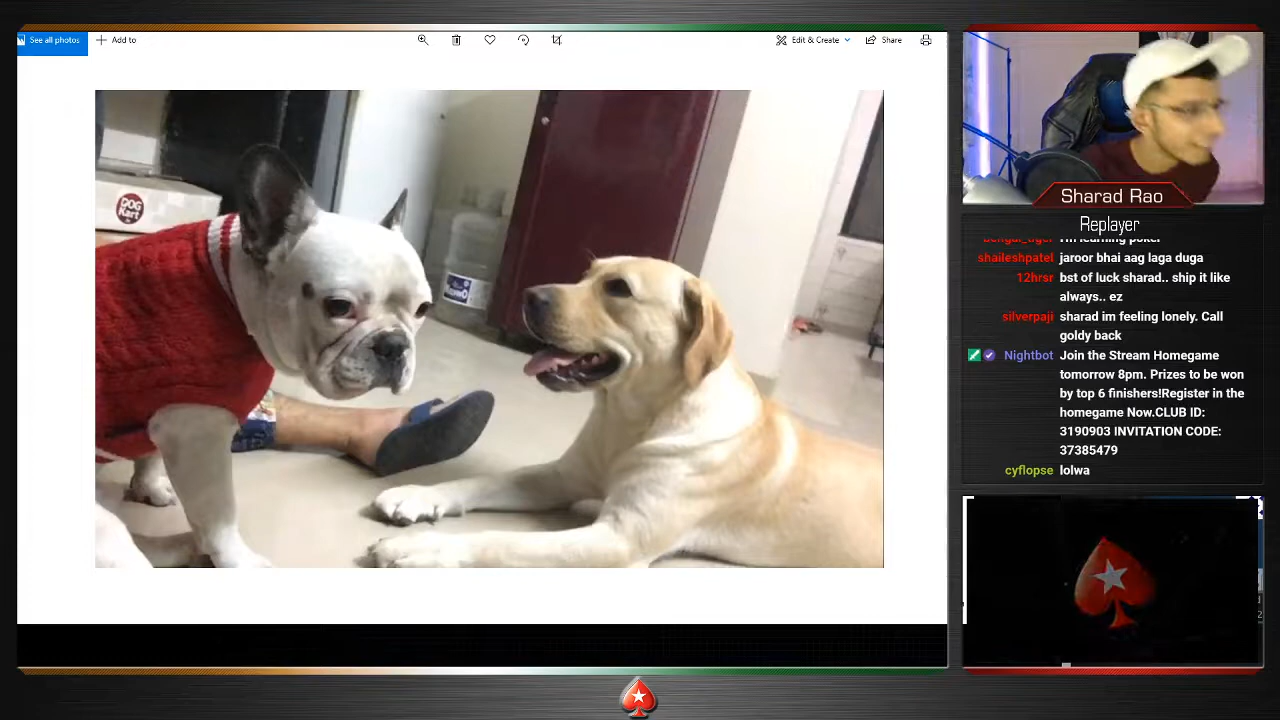 See all photos
Add to
Edit & Create
Share
DOG
Kart
Sharad Rao
Replayer
I'm learning poker
shaileshpatel jaroor bhai aag laga duga
12hrsr bst of luck sharad.. ship it like
always.. ez
silverpaji sharad im feeling lonely. Call
goldy back
Nightbot Join the Stream Homegame
tomorrow 8pm. Prizes to be won
by top 6 finishers!Register in the
homegame Now.CLUB ID:
3190903 INVITATION CODE:
37385479
cyflopse lolwa